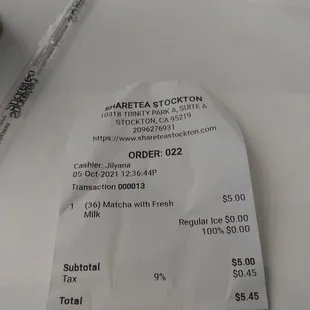 SHARETEA STOCKTON
10318 TRINITY PARK A, SUITE A
STOCKTON, CA 95219
2096276931
https://www.shareteastockton.com
ORDER: 022
Cashier: Jilyana
05-Oct-2021 12:36:44P
Transaction 000013
1 (36) Matcha with Fresh Milk $5.00
Regular Ice $0.00
100% $0.00
Subtotal $5.00
Tax 9% $0.45
Total $5.45